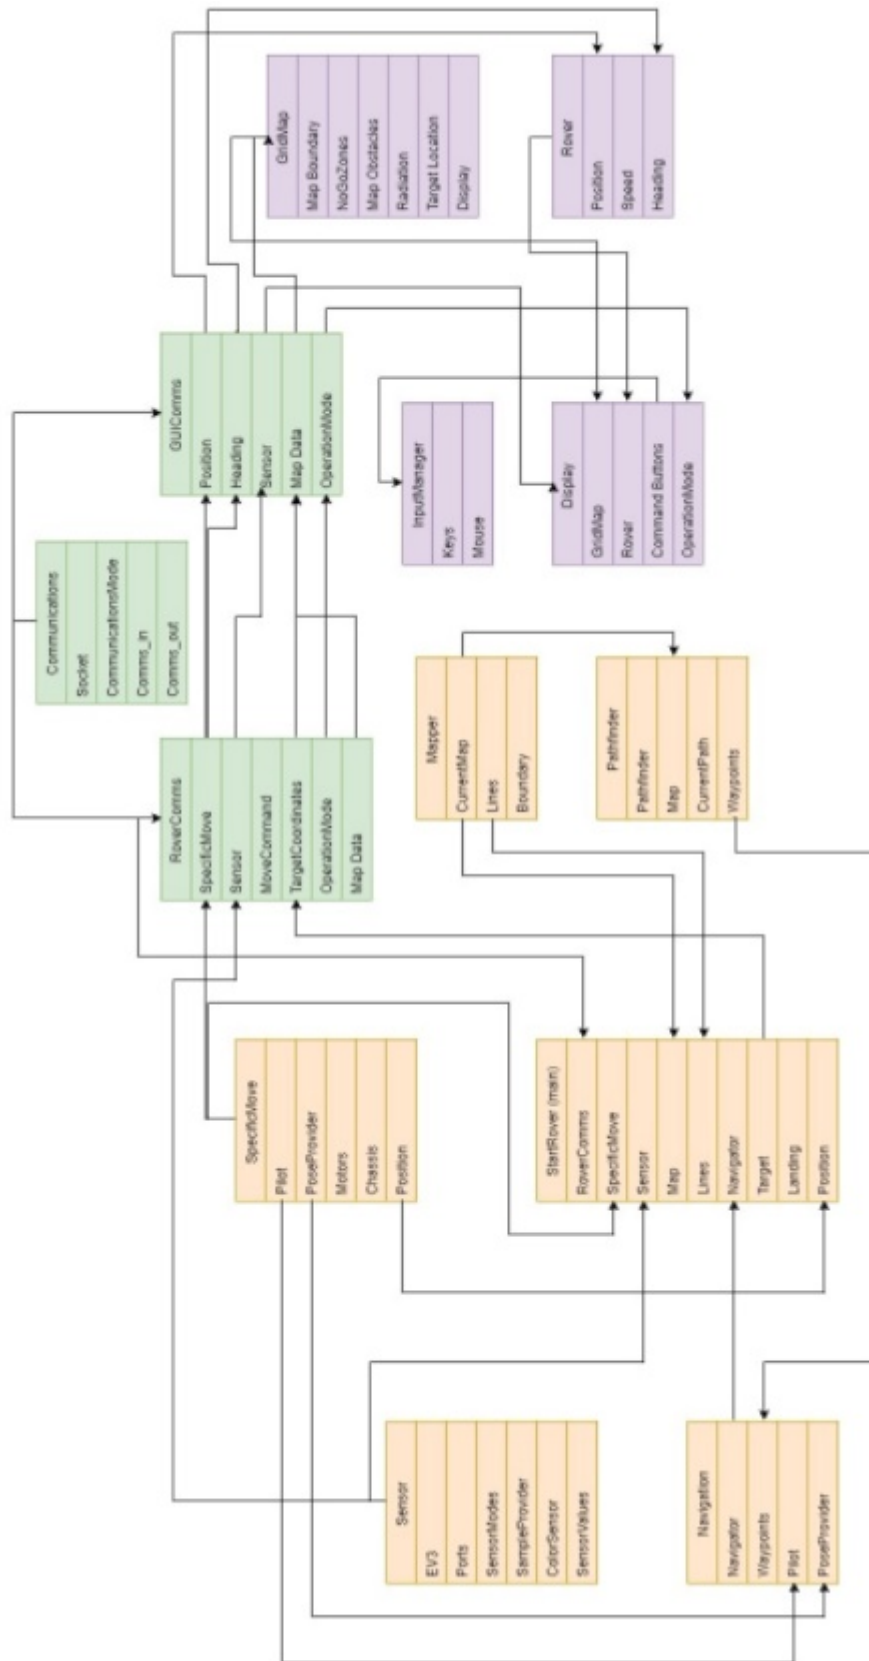 Sensor
EV3
Ports
SensorModes
SampleProvider
ColorSensor
SensorValues
Navigation
Navigator
Waypoints
Pilot
PoseProvider
SpecificMove
Pilot
PoseProvider
Motors
Chassis
Position
StartRover (main)
RoverComms
SpecificMove
Sensor
Map
Lines
Navigator
Target
Landing
Position
RoverComms
SpecificMove
Sensor
MoveCommand
TargetCoordinates
OperationMode
Map Data
Mapper
CurrentMap
Lines
Boundary
Pathfinder
Pathfinder
Map
CurrentPath
Waypoints
Communications
Socket
CommunicationsMode
Comms_in
Comms_out
GUIComms
Position
Heading
Sensor
Map Data
OperationMode
InputManager
Keys
Mouse
Display
GridMap
Rover
Command Buttons
OperationMode
GridMap
Map Boundary
NoGoZones
Map Obstacles
Radiation
Target Location
Display
Rover
Position
Speed
Heading